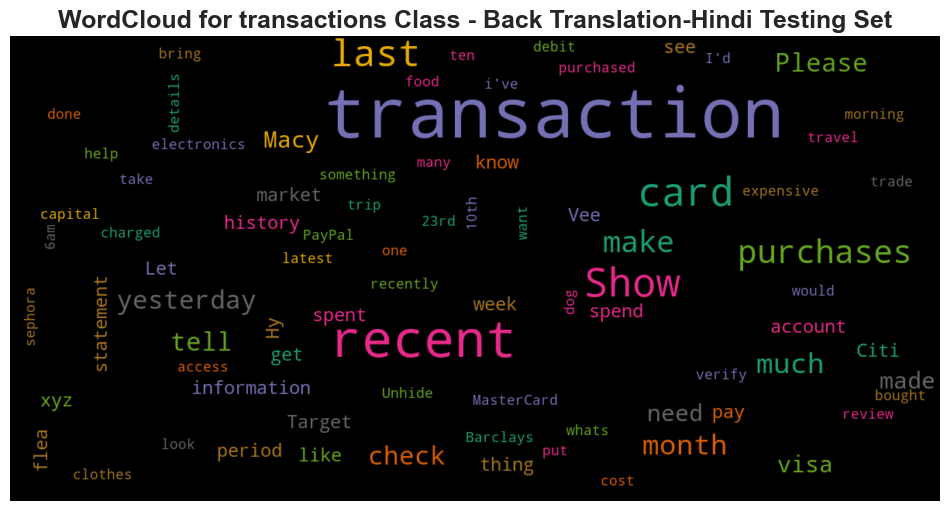 WordCloud for transactions Class - Back Translation-Hindi Testing Set
bring
last
ten
debit
see
I'd
Please
purchased
food
i've
details
done
transaction
morning
travel
electronics
Macy
help
many
know
take
something
market
card
expensive
trade
capital
history
trip
23rd
10th
want
Vee
6am
charged
PayPal
one
make
purchases
Let
latest
recently
Show
would
yesterday
week
dog
spend
sephora
statement
spent
account
tell
Hy
recent
get
much
Citi
access
verify
information
made
xyz
Unhide
MasterCard
bought
Target
need
pay
review
flea
look
period
like
check
Barclays
whats
put
month
thing
visa
clothes
cost